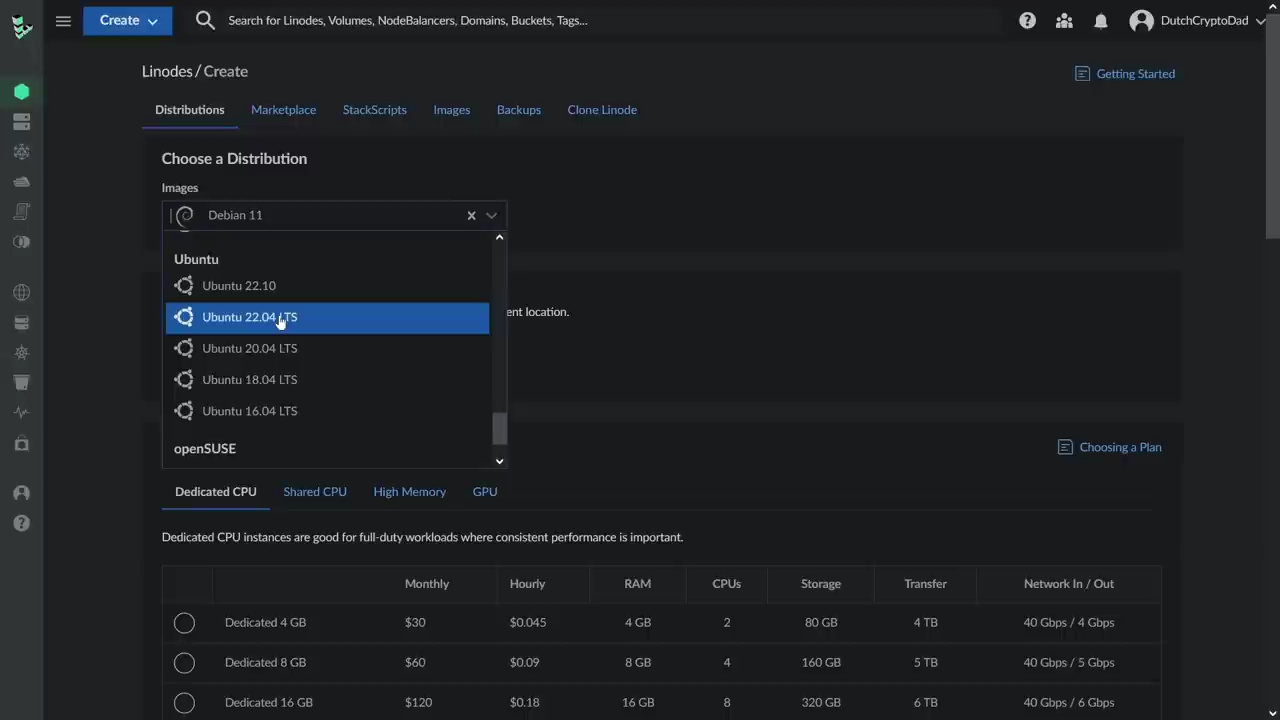 Create
Search for Linodes, Volumes, NodeBalancers, Domains, Buckets, Tags...
DutchCryptoDad
Linodes / Create
Getting Started
Distributions Marketplace StackScripts Images Backups Clone Linode
Choose a Distribution
Images
Debian 11
Ubuntu
Ubuntu 22.10
ent location.
Ubuntu 22.04 LTS
Ubuntu 20.04 LTS
Ubuntu 18.04 LTS
Ubuntu 16.04 LTS
openSUSE
Choosing a Plan
Dedicated CPU Shared CPU High Memory GPU
Dedicated CPU instances are good for full-duty workloads where consistent performance is important.
Monthly Hourly RAM CPUs Storage Transfer Network In / Out
Dedicated 4 GB $30 $0.045 4 GB 2 80 GB 4 TB 40 Gbps / 4 Gbps
Dedicated 8 GB $60 $0.09 8 GB 4 160 GB 5 TB 40 Gbps / 5 Gbps
Dedicated 16 GB $120 $0.18 16 GB 8 320 GB 6 TB 40 Gbps / 6 Gbps